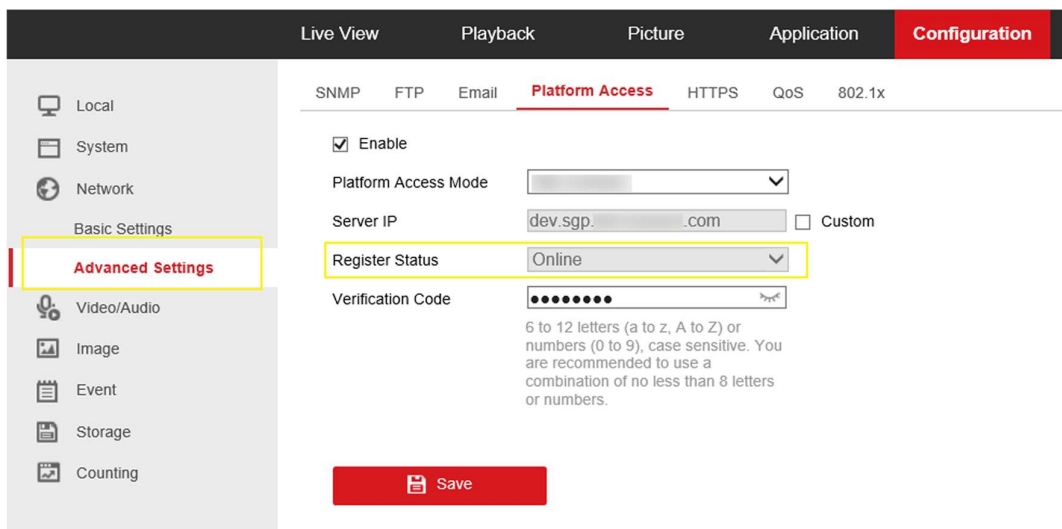 Live View Playback Picture Application Configuration
Local
System
Network
Basic Settings
Advanced Settings
Video/Audio
Image
Event
Storage
Counting
SNMP FTP Email Platform Access HTTPS QoS 802.1x
Enable
Platform Access Mode
Server IP dev.sgp. .com Custom
Register Status Online
Verification Code ●●●●●●●●
6 to 12 letters (a to z, A to Z) or
numbers (0 to 9), case sensitive. You
are recommended to use a
combination of no less than 8 letters
or numbers.
Save